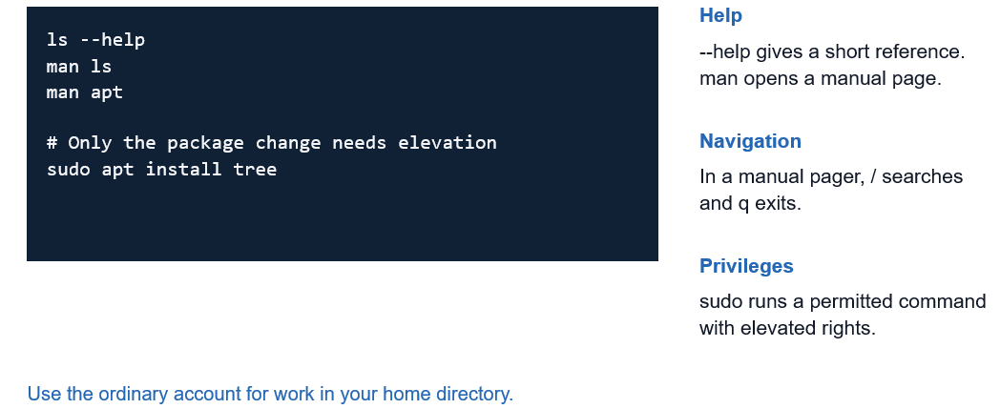 ls --help
man ls
man apt
# Only the package change needs elevation
sudo apt install tree
Help
--help gives a short reference.
man opens a manual page.
Navigation
In a manual pager, / searches
and q exits.
Privileges
sudo runs a permitted command
with elevated rights.
Use the ordinary account for work in your home directory.